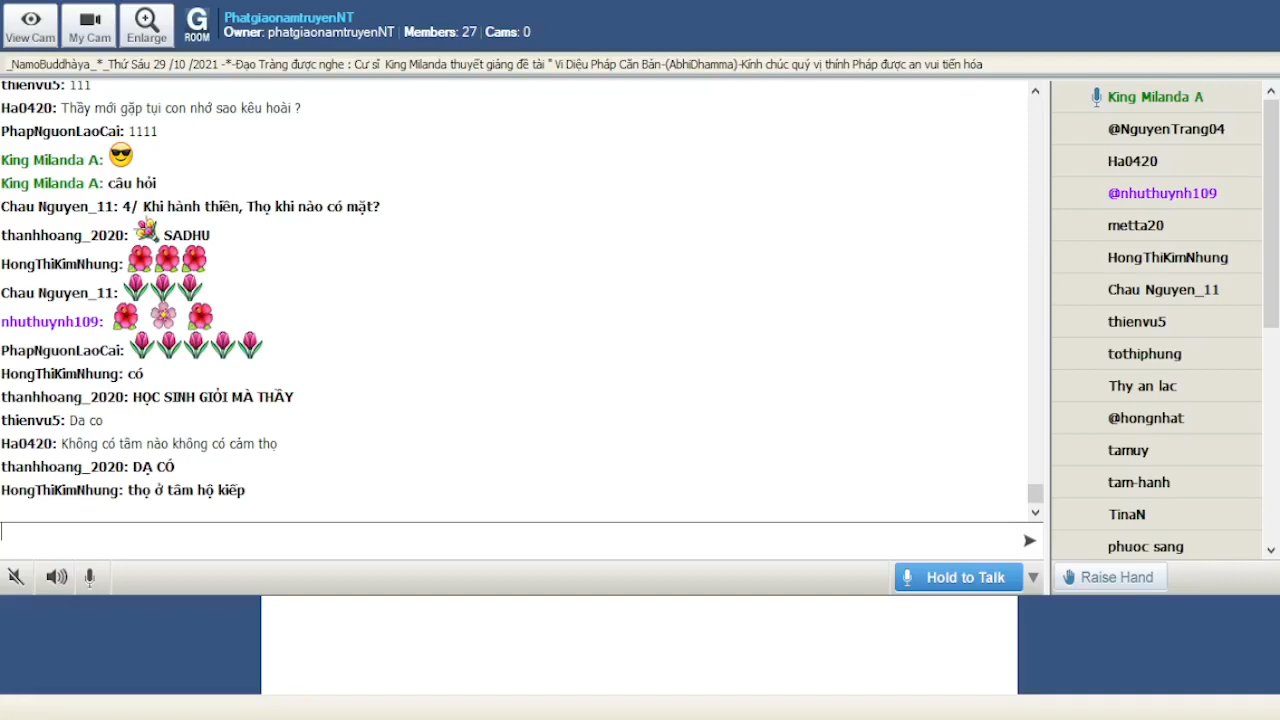 View Cam
My Cam
Enlarge
G
ROOM
PhatgiaonamtruyenNT
Owner: phatgiaonamtruyenNT | Members: 27 | Cams: 0
_NamoBuddhàya_*_Thứ Sáu 29 /10 /2021 -*-Đạo Tràng được nghe : Cư sĩ King Milanda thuyết giảng đề tài " Vi Diệu Pháp Căn Bản-(AbhiDhamma)-Kính chúc quý vị thính Pháp được an vui tiến hóa
thienvu5: 111
Ha0420: Thầy mới gặp tụi con nhớ sao kêu hoài ?
PhapNguonLaoCai: 1111
King Milanda A:
King Milanda A: câu hỏi
Chau Nguyen_11: 4/ Khi hành thiền, Thọ khi nào có mặt?
thanhhoang_2020: SADHU
HongThiKimNhung:
Chau Nguyen_11:
nhuthuynh109:
PhapNguonLaoCai:
HongThiKimNhung: có
thanhhoang_2020: HỌC SINH GIỎI MÀ THẦY
thienvu5: Da co
Ha0420: Không có tâm nào không có cảm thọ
thanhhoang_2020: DẠ CÓ
HongThiKimNhung: thọ ở tâm hộ kiếp
King Milanda A
@NguyenTrang04
Ha0420
@nhuthuynh109
metta20
HongThiKimNhung
Chau Nguyen_11
thienvu5
tothiphung
Thy an lac
@hongnhat
tamuy
tam-hanh
TinaN
phuoc sang
Hold to Talk
Raise Hand